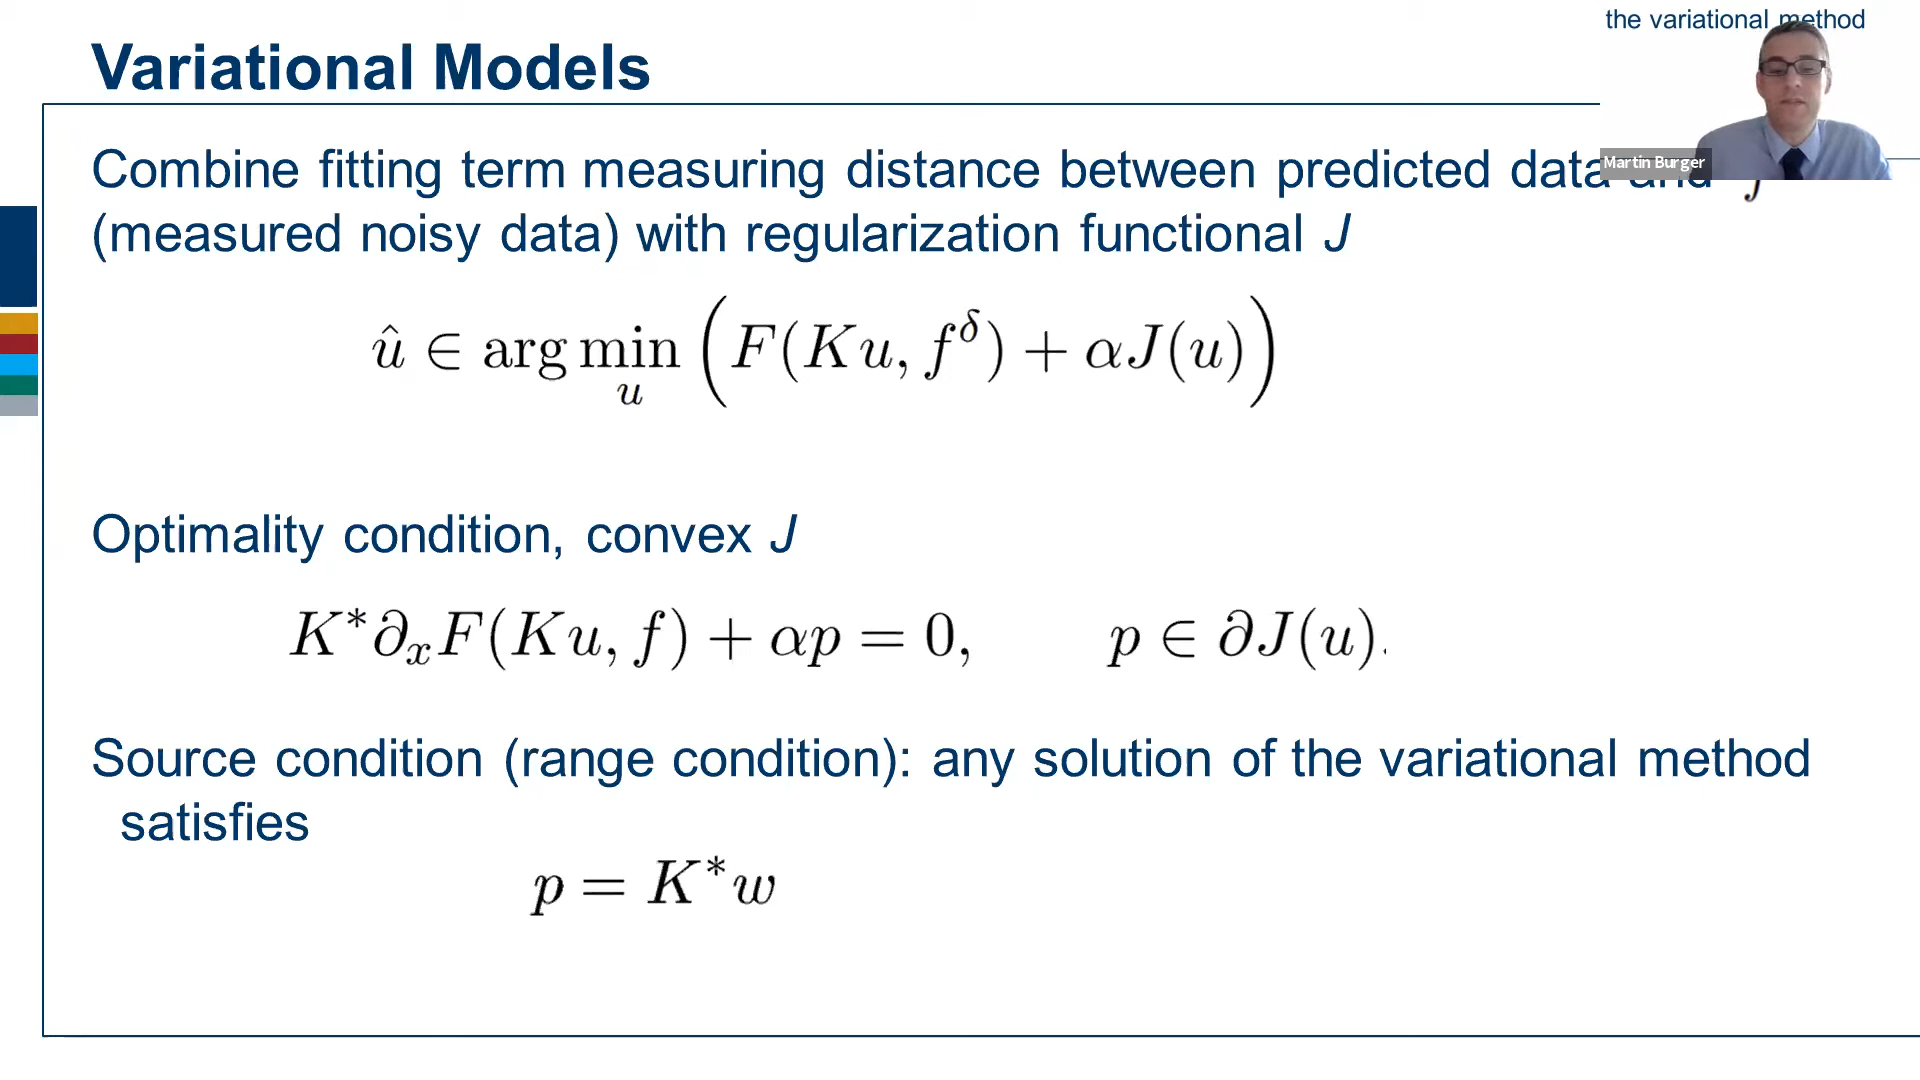 the variational method
Variational Models
Martin Burger
Combine fitting term measuring distance between predicted data and f
(measured noisy data) with regularization functional J
û ∈ arg min_u ( F(Ku, f^δ) + αJ(u) )
Optimality condition, convex J
K*∂ₓF(Ku, f) + αp = 0, p ∈ ∂J(u).
Source condition (range condition): any solution of the variational method
satisfies
p = K*w